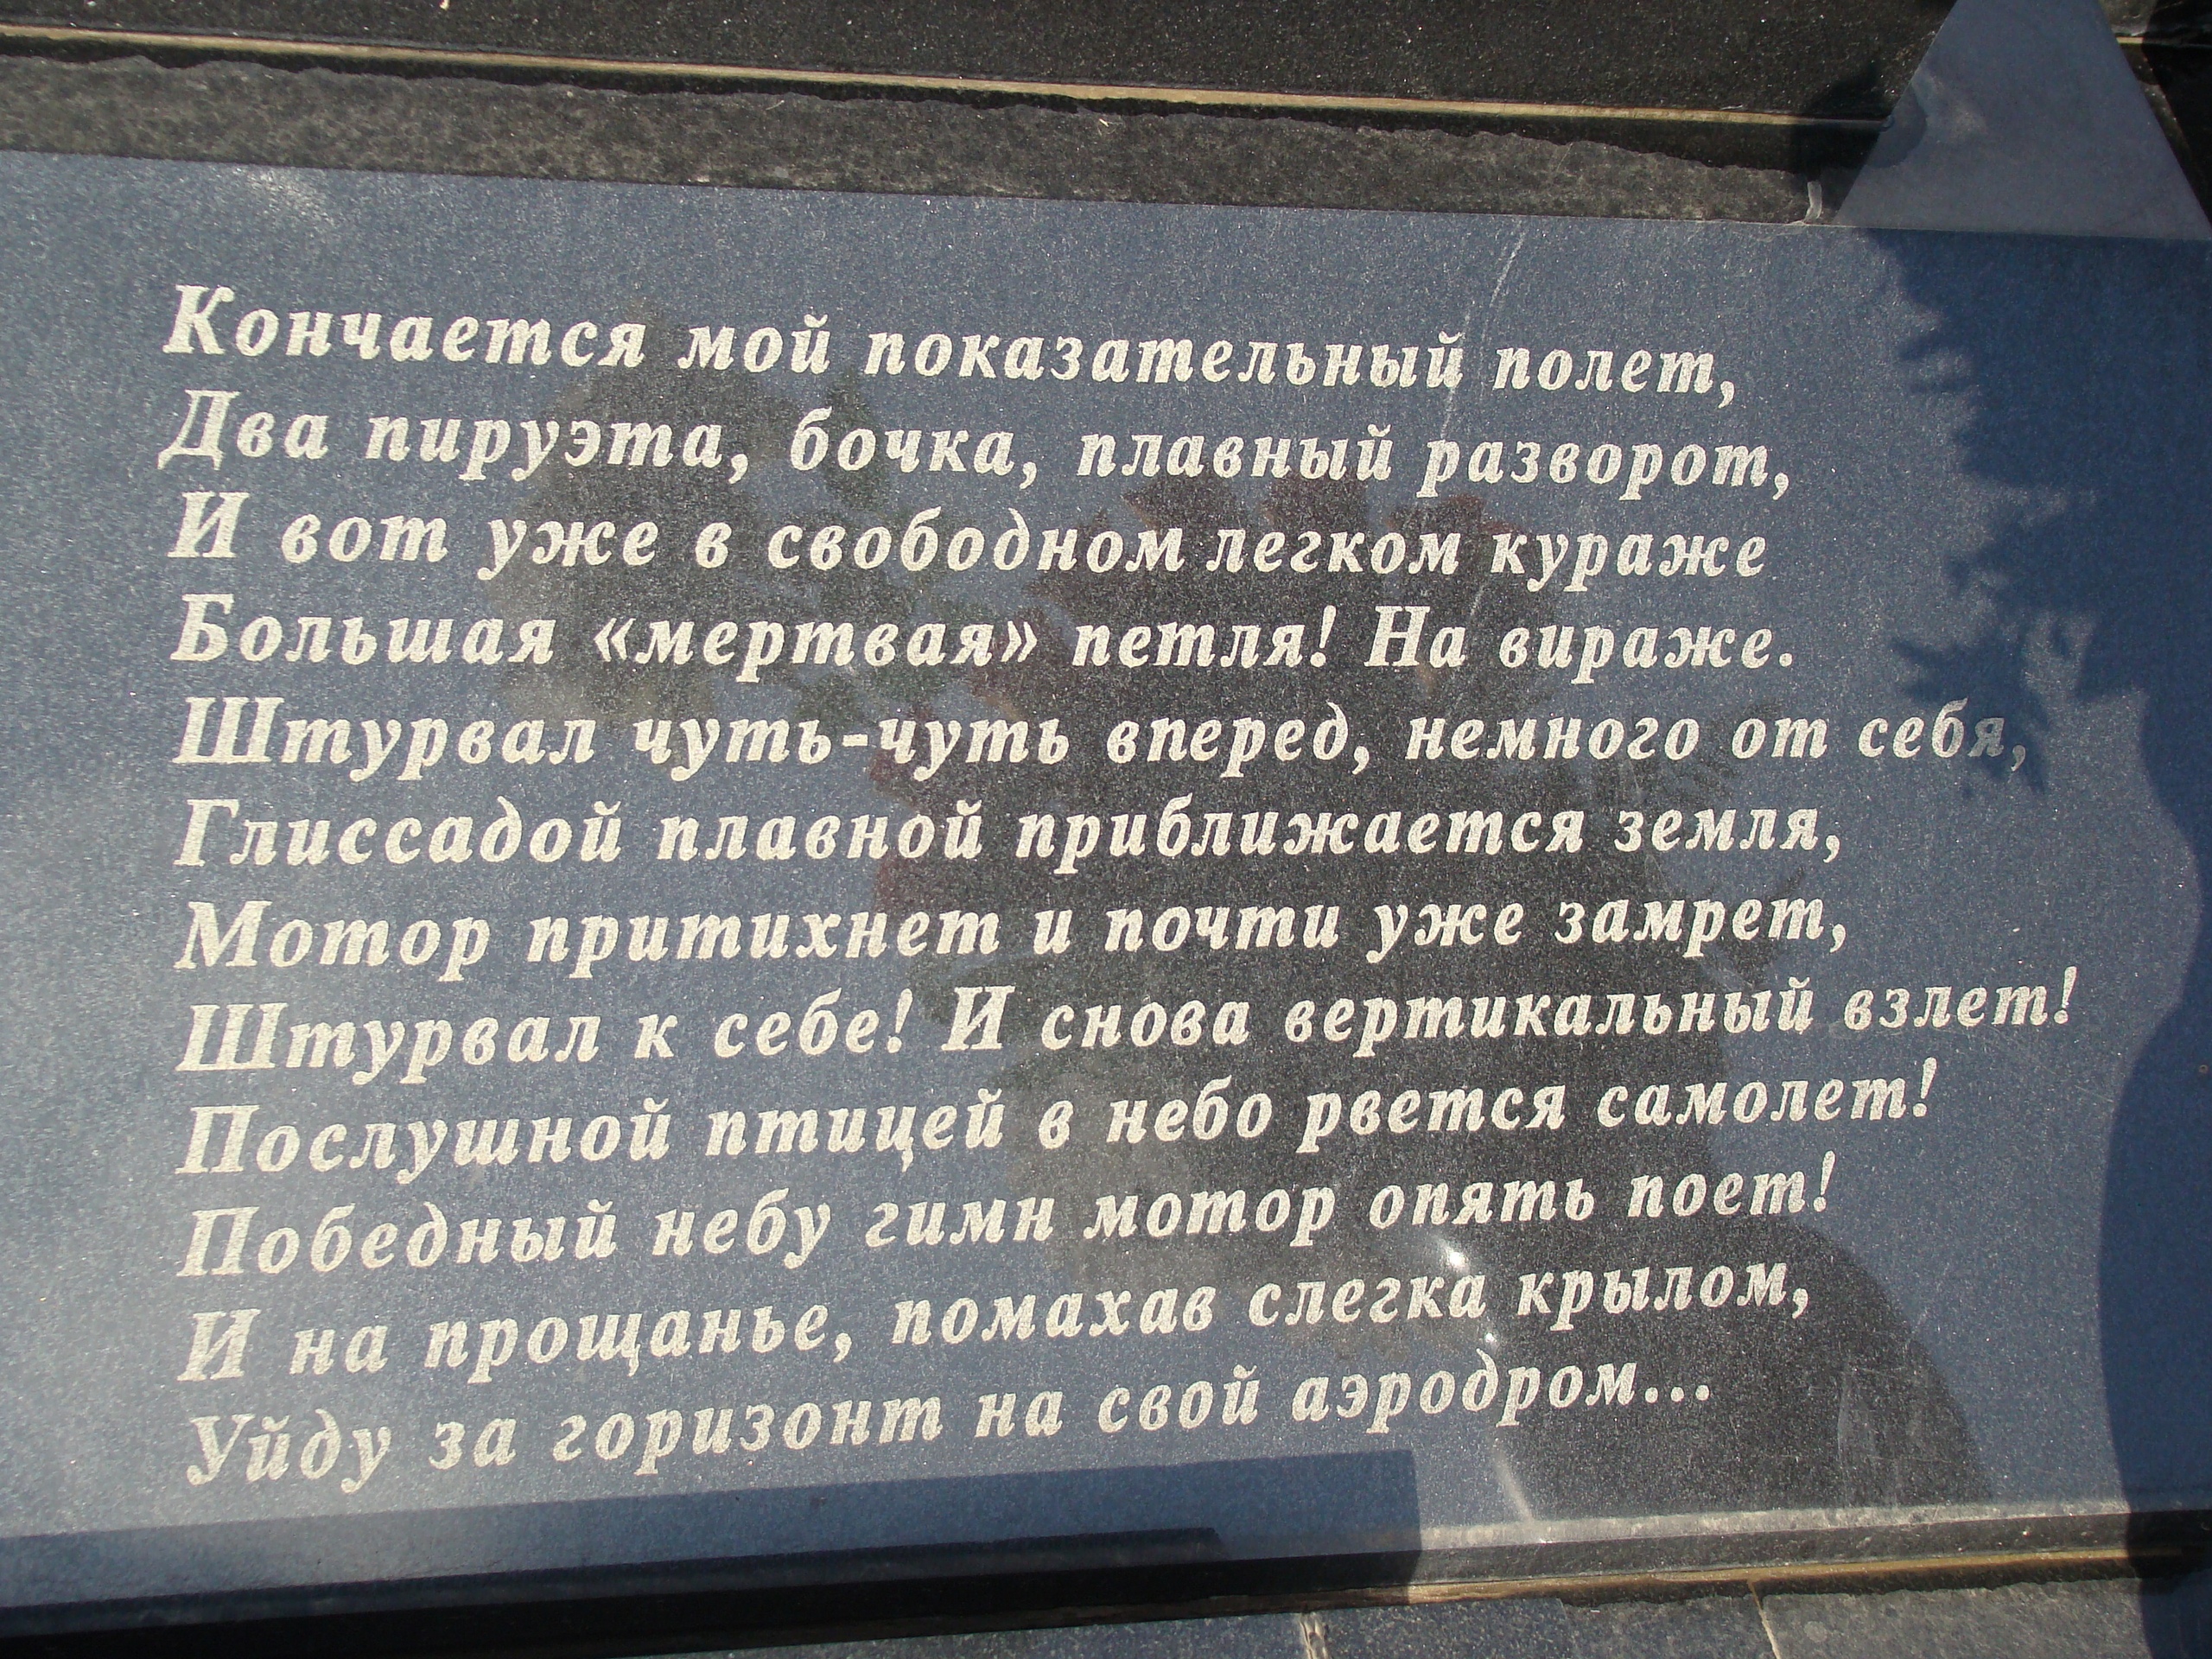 Кончается мой показательный полет,
Два пируэта, бочка, плавный разворот,
И вот уже в свободном легком кураже
Большая «мертвая» петля! На вираже.
Штурвал чуть-чуть вперед, немного от себя,
Глиссадой плавной приближается земля,
Мотор притихнет и почти уже замрет,
Штурвал к себе! И снова вертикальный взлет!
Послушной птицей в небо рвется самолет!
Победный небу гимн мотор опять поет!
И на прощанье, помахав слегка крылом,
Уйду за горизонт на свой аэродром...